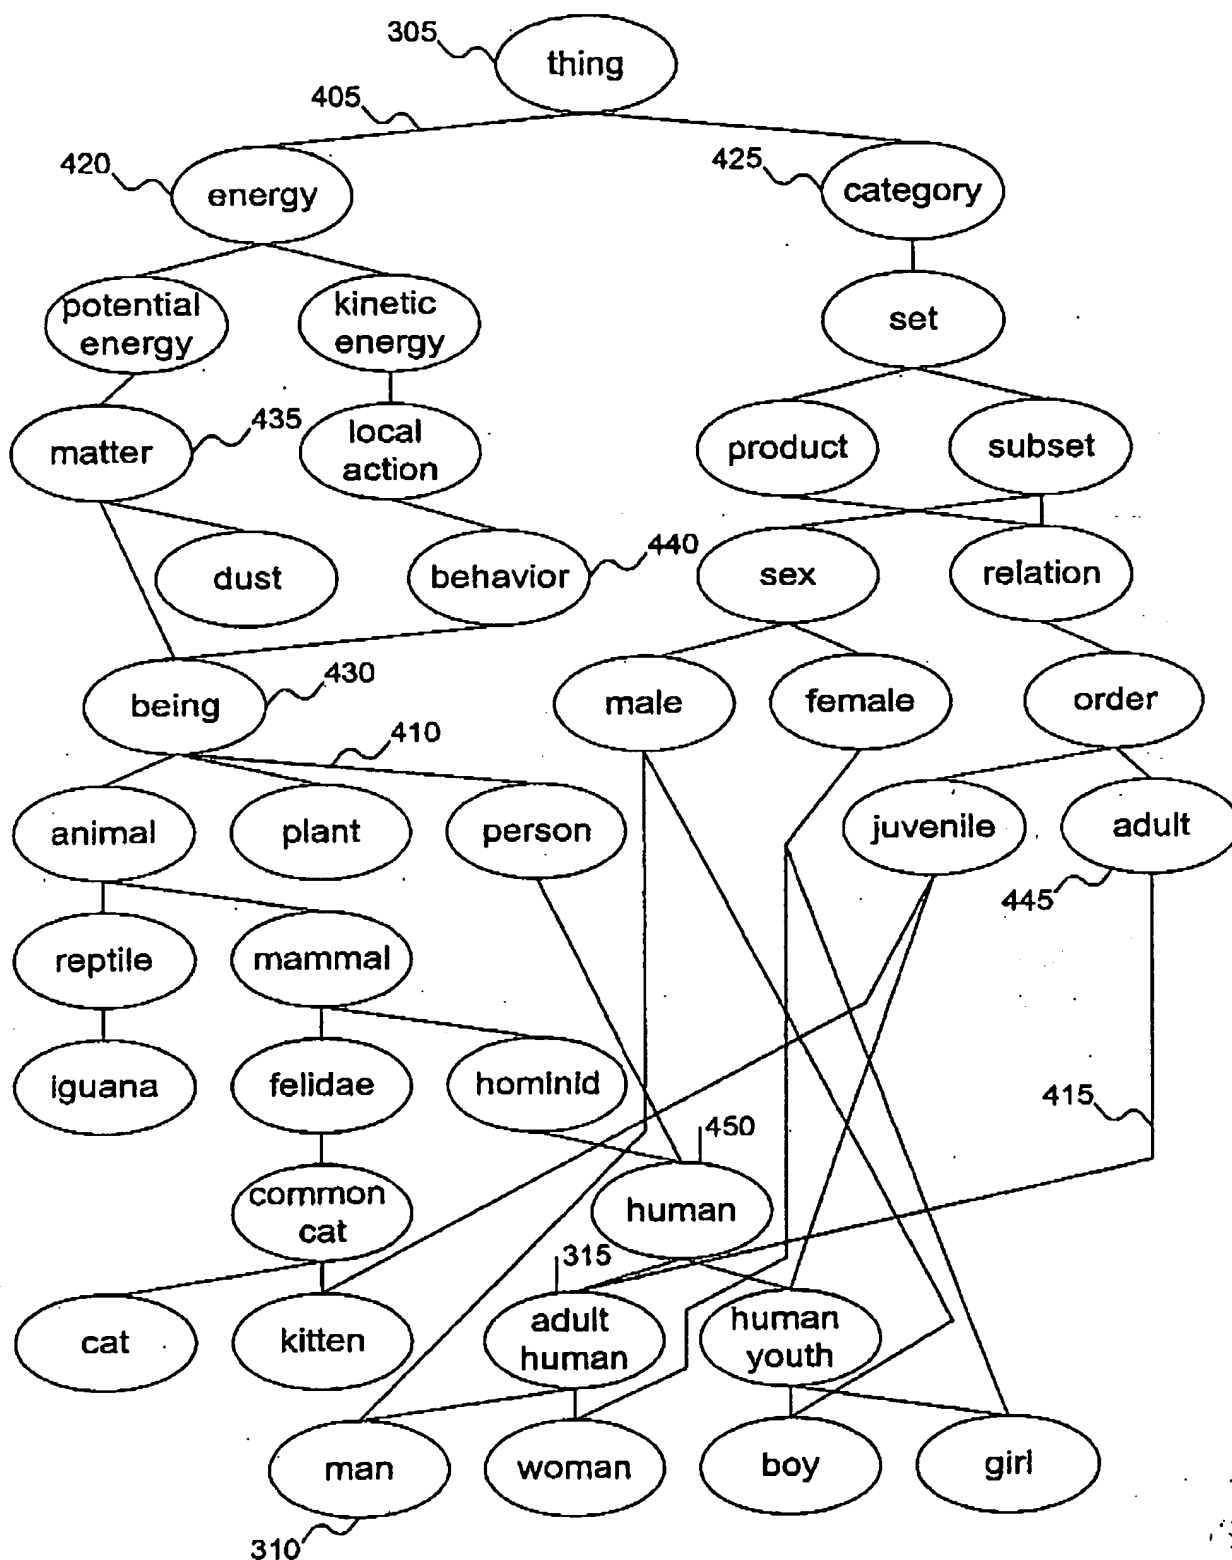 305
thing
405
420
energy
425
category
potential
energy
kinetic
energy
set
matter
435
local
action
product
subset
dust
behavior
440
sex
relation
being
430
male
female
order
410
animal
plant
person
juvenile
adult
445
reptile
mammal
iguana
felidae
hominid
415
450
common
cat
human
315
cat
kitten
adult
human
human
youth
man
woman
boy
girl
310